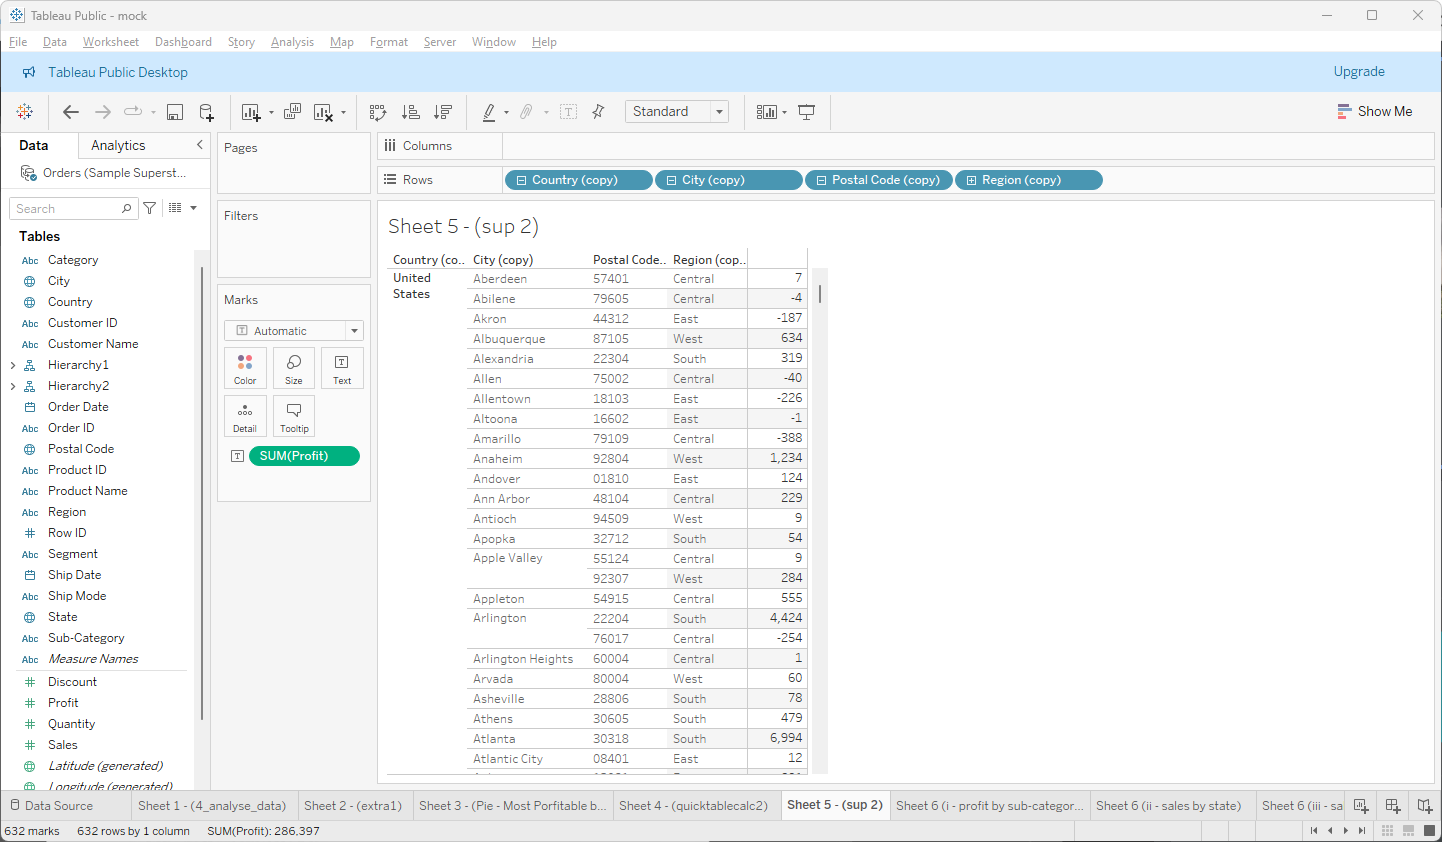 Tableau Public - mock
File Data Worksheet Dashboard Story Analysis Map Format Server Window Help
Tableau Public Desktop
Upgrade
Standard
Show Me
Data
Analytics
Orders (Sample Superst...
Search
Tables
Abc Category
City
Country
Abc Customer ID
Abc Customer Name
Hierarchy1
Hierarchy2
Order Date
Abc Order ID
Postal Code
Abc Product ID
Abc Product Name
Abc Region
Row ID
Abc Segment
Ship Date
Abc Ship Mode
State
Abc Sub-Category
Abc Measure Names
Discount
Profit
Quantity
Sales
Latitude (generated)
Longitude (generated)
Pages
Filters
Marks
Automatic
Color Size Text
Detail Tooltip
SUM(Profit)
Columns
Rows Country (copy) City (copy) Postal Code (copy) Region (copy)
Sheet 5 - (sup 2)
Country (co.. City (copy) Postal Code.. Region (cop..
United States
Aberdeen 57401 Central 7
Abilene 79605 Central -4
Akron 44312 East -187
Albuquerque 87105 West 634
Alexandria 22304 South 319
Allen 75002 Central -40
Allentown 18103 East -226
Altoona 16602 East -1
Amarillo 79109 Central -388
Anaheim 92804 West 1,234
Andover 01810 East 124
Ann Arbor 48104 Central 229
Antioch 94509 West 9
Apopka 32712 South 54
Apple Valley 55124 Central 9
92307 West 284
Appleton 54915 Central 555
Arlington 22204 South 4,424
76017 Central -254
Arlington Heights 60004 Central 1
Arvada 80004 West 60
Asheville 28806 South 78
Athens 30605 South 479
Atlanta 30318 South 6,994
Atlantic City 08401 East 12
Data Source
Sheet 1 - (4_analyse_data)
Sheet 2 - (extra1)
Sheet 3 - (Pie - Most Porfitable b...
Sheet 4 - (quicktablecalc2)
Sheet 5 - (sup 2)
Sheet 6 (i - profit by sub-categor...
Sheet 6 (ii - sales by state)
Sheet 6 (iii - sa
632 marks 632 rows by 1 column SUM(Profit): 286,397